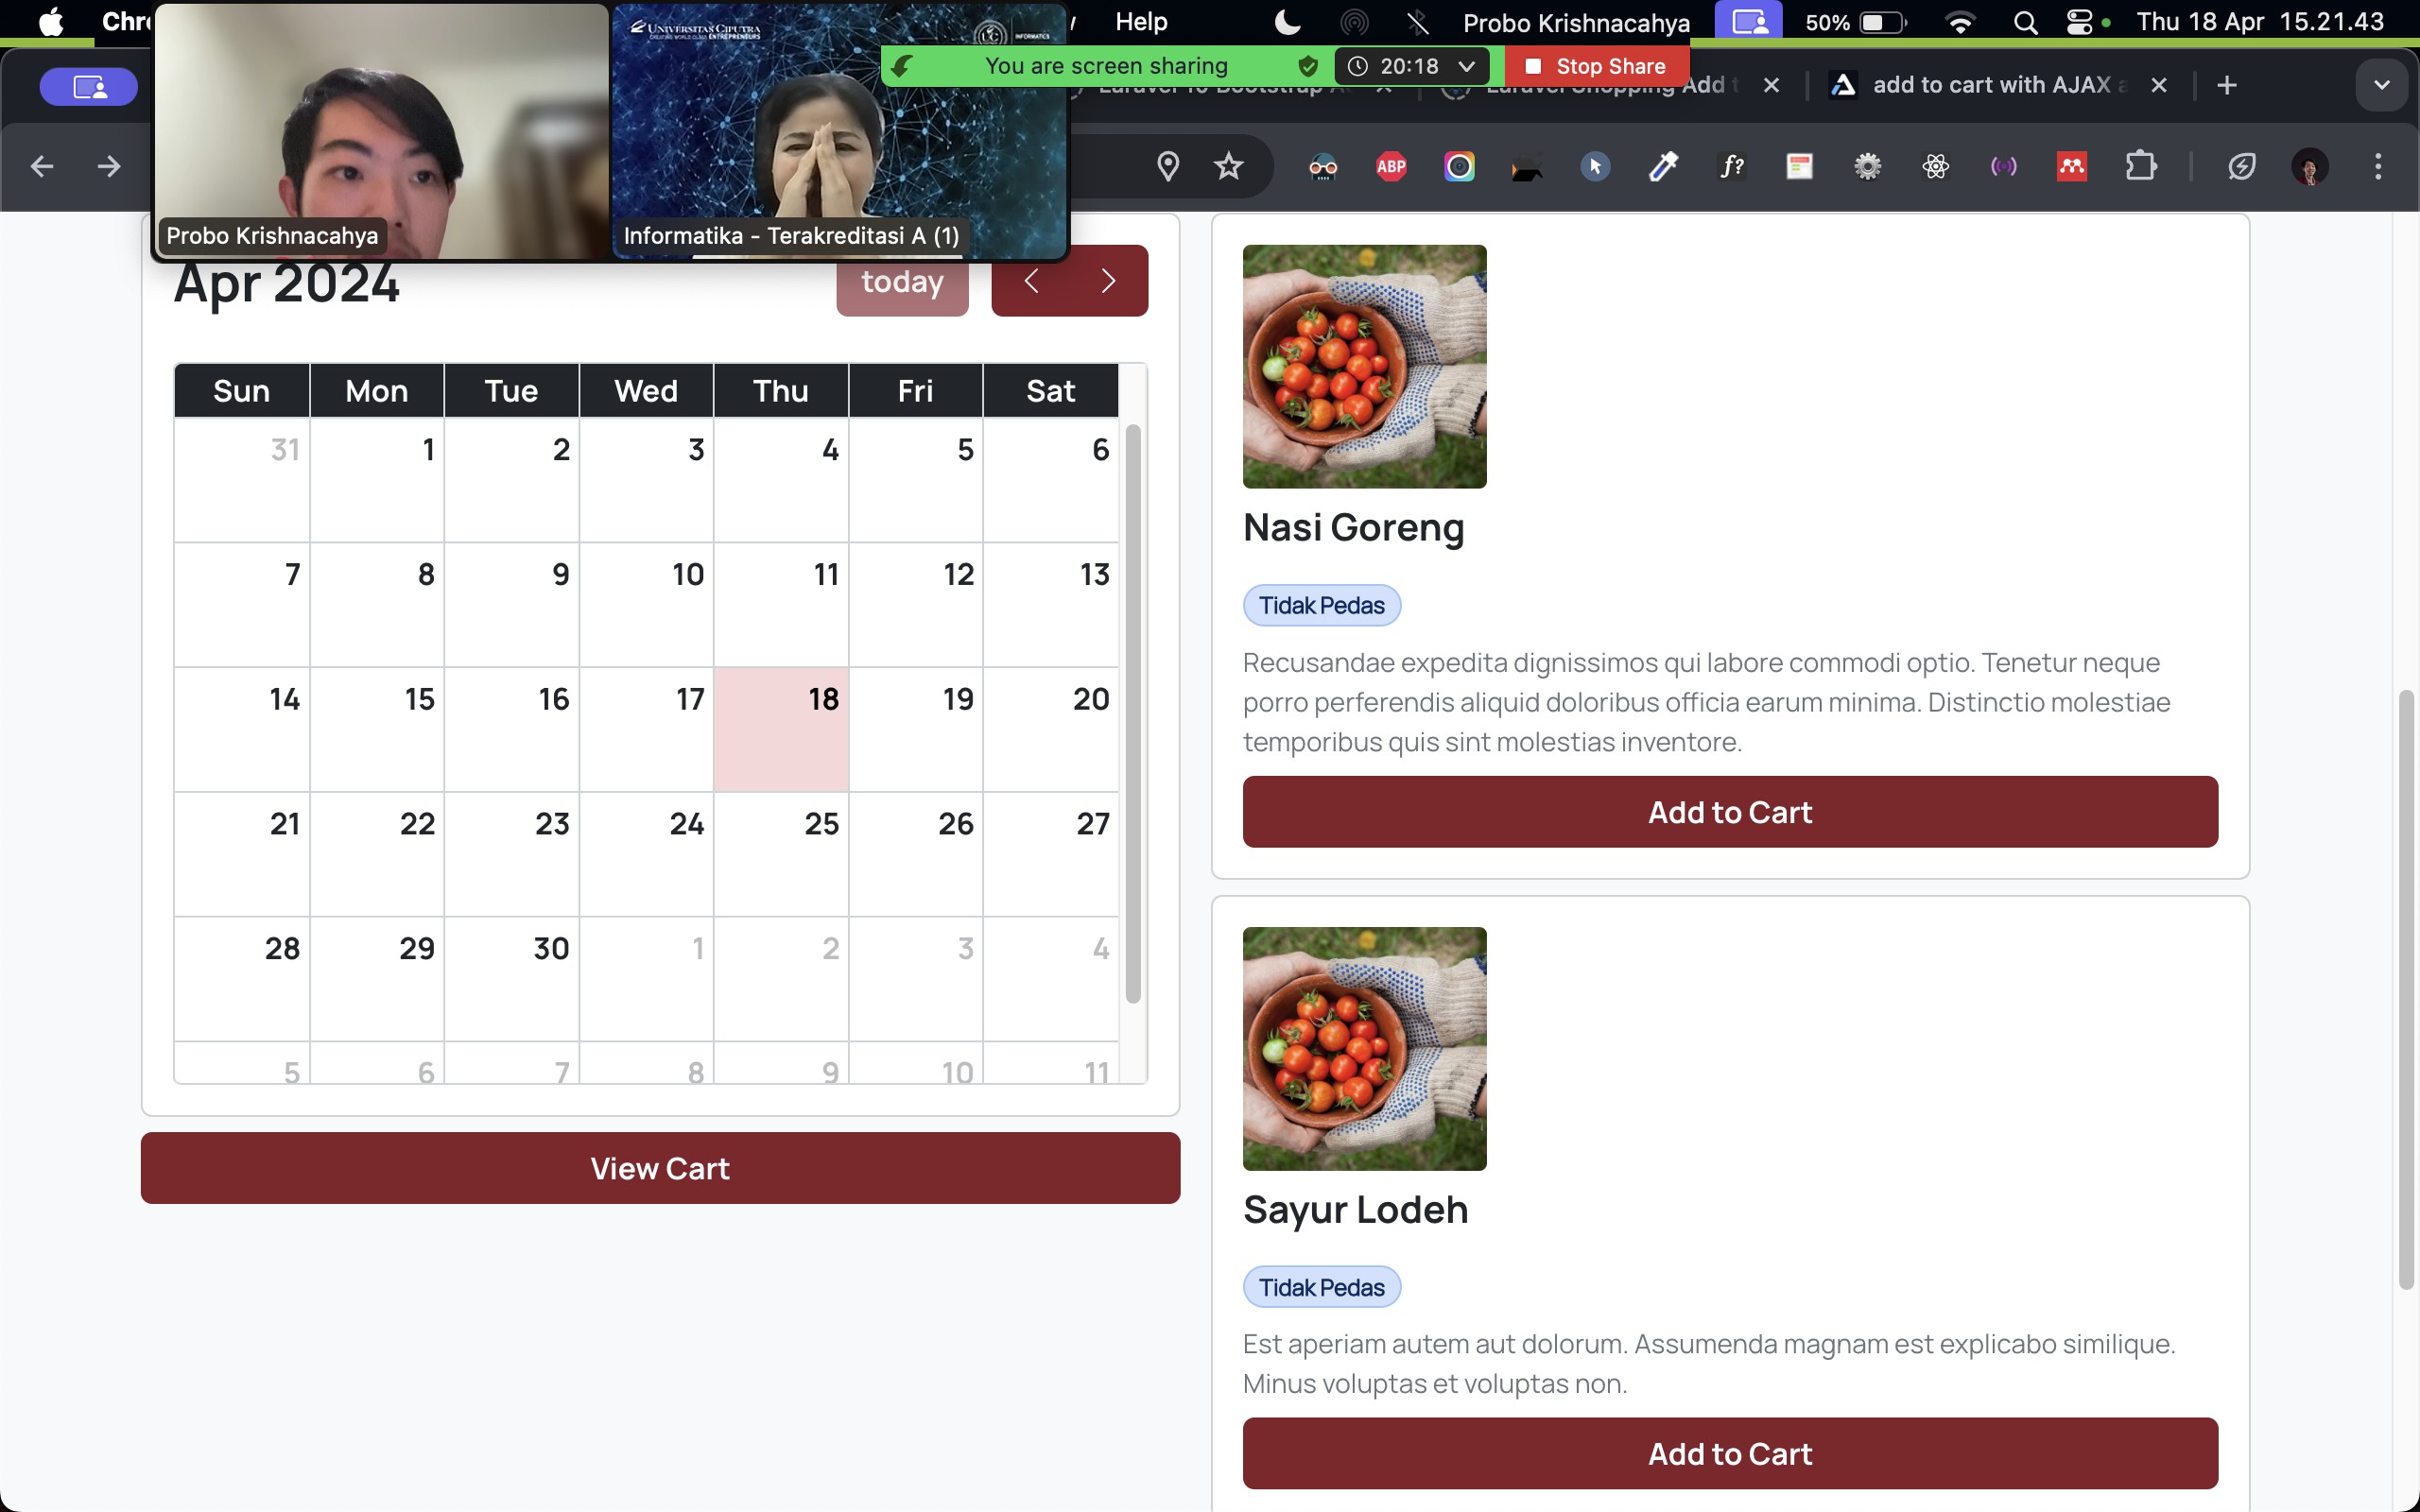 Chr
Help
Probo Krishnacahya
50%
Thu 18 Apr 15.21.43
UNIVERSITAS CIPUTRA
CREATING WORLD CLASS ENTREPRENEURS
INFORMATICS
You are screen sharing
20:18
Stop Share
Laravel 10 Bootstrap
Laravel Shopping Add t
add to cart with AJAX a
ABP
f?
Probo Krishnacahya
Informatika - Terakreditasi A (1)
Apr 2024
today
Sun Mon Tue Wed Thu Fri Sat
31 1 2 3 4 5 6
7 8 9 10 11 12 13
14 15 16 17 18 19 20
21 22 23 24 25 26 27
28 29 30 1 2 3 4
5 6 7 8 9 10 11
View Cart
Nasi Goreng
Tidak Pedas
Recusandae expedita dignissimos qui labore commodi optio. Tenetur neque
porro perferendis aliquid doloribus officia earum minima. Distinctio molestiae
temporibus quis sint molestias inventore.
Add to Cart
Sayur Lodeh
Tidak Pedas
Est aperiam autem aut dolorum. Assumenda magnam est explicabo similique.
Minus voluptas et voluptas non.
Add to Cart